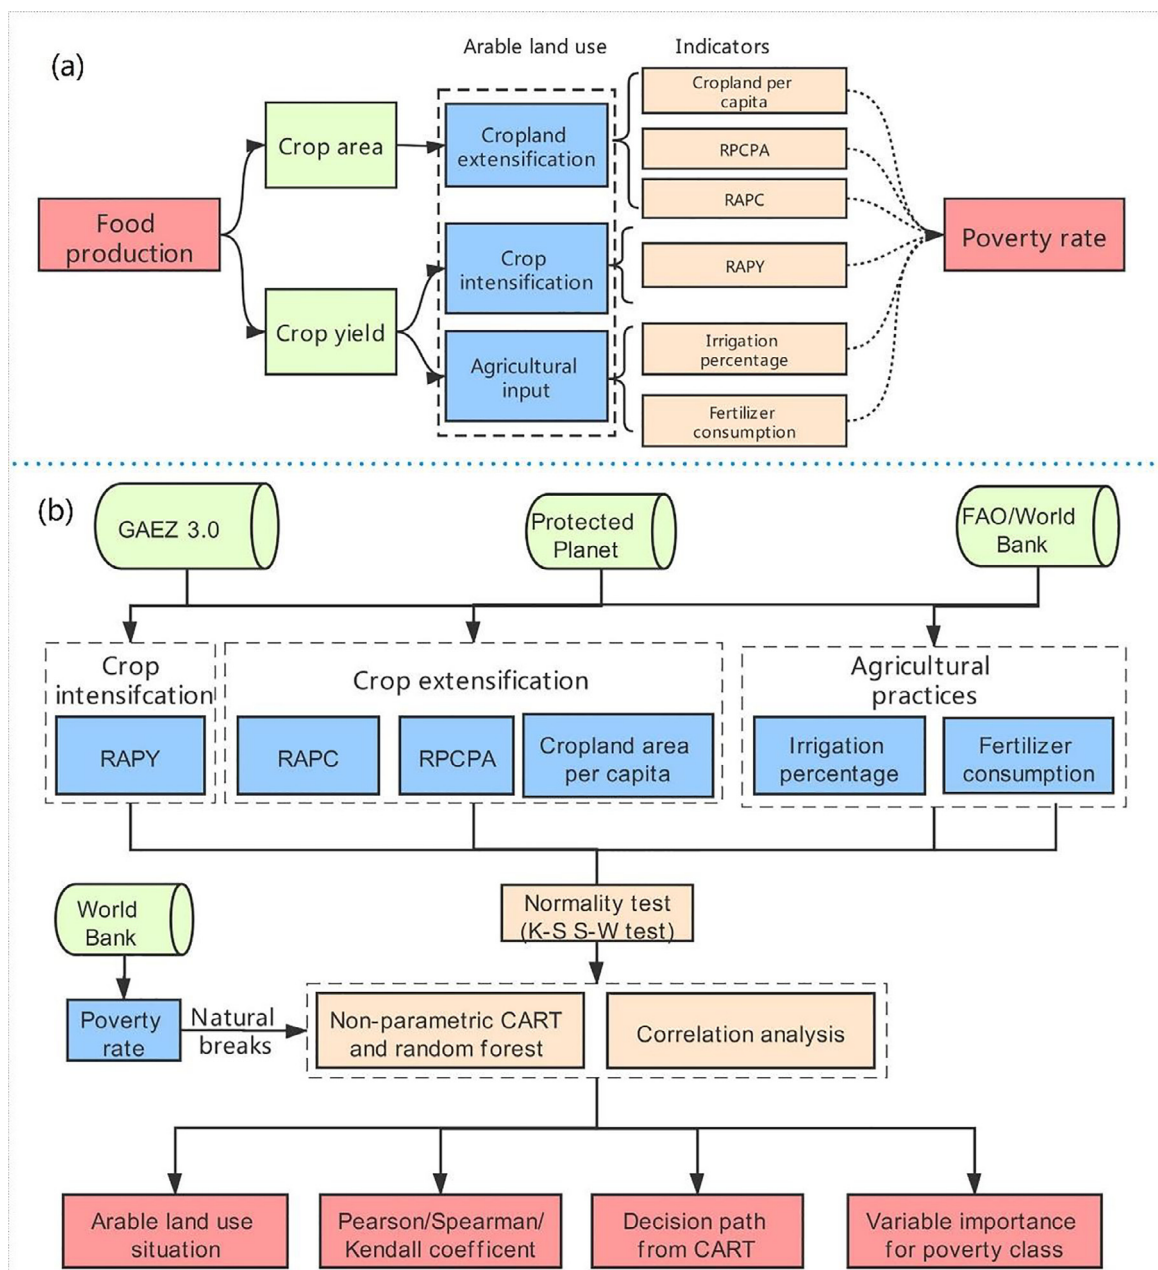 (a)
Arable land use
Indicators
Cropland per
capita
Crop area
Cropland
extensification
RPCPA
RAPC
Food
production
Poverty rate
Crop
intensification
RAPY
Crop yield
Irrigation
percentage
Agricultural
input
Fertilizer
consumption
(b)
GAEZ 3.0
Protected
Planet
FAO/World
Bank
Crop
intensifcation
Crop extensification
Agricultural
practices
RAPY
RAPC
RPCPA
Cropland area
per capita
Irrigation
percentage
Fertilizer
consumption
World
Bank
Normality test
(K-S S-W test)
Poverty
rate
Natural
breaks
Non-parametric CART
and random forest
Correlation analysis
Arable land use
situation
Pearson/Spearman/
Kendall coefficent
Decision path
from CART
Variable importance
for poverty class